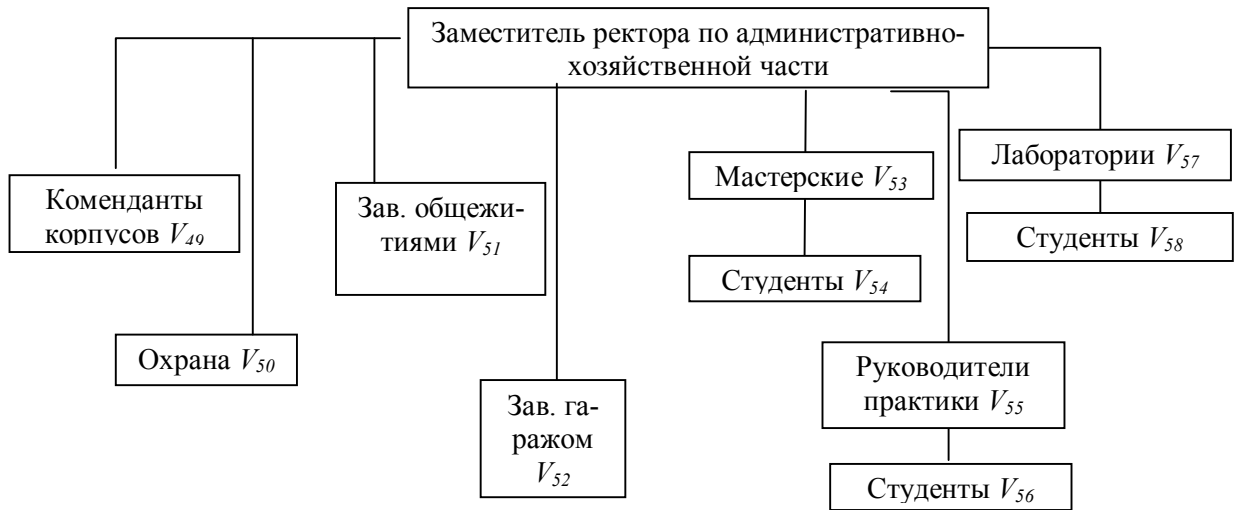 Заместитель ректора по административно-
хозяйственной части
Коменданты
корпусов V49
Зав. общежи-
тиями V51
Мастерские V53
Лаборатории V57
Студенты V58
Студенты V54
Охрана V50
Зав. га-
ражом
V52
Руководители
практики V55
Студенты V56